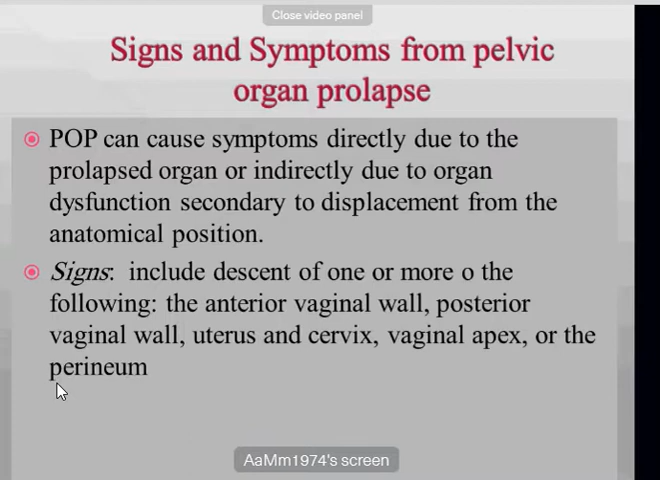 Close video panel
Signs and Symptoms from pelvic
organ prolapse
POP can cause symptoms directly due to the
prolapsed organ or indirectly due to organ
dysfunction secondary to displacement from the
anatomical position.
Signs: include descent of one or more o the
following: the anterior vaginal wall, posterior
vaginal wall, uterus and cervix, vaginal apex, or the
perineum
AaMm1974's screen